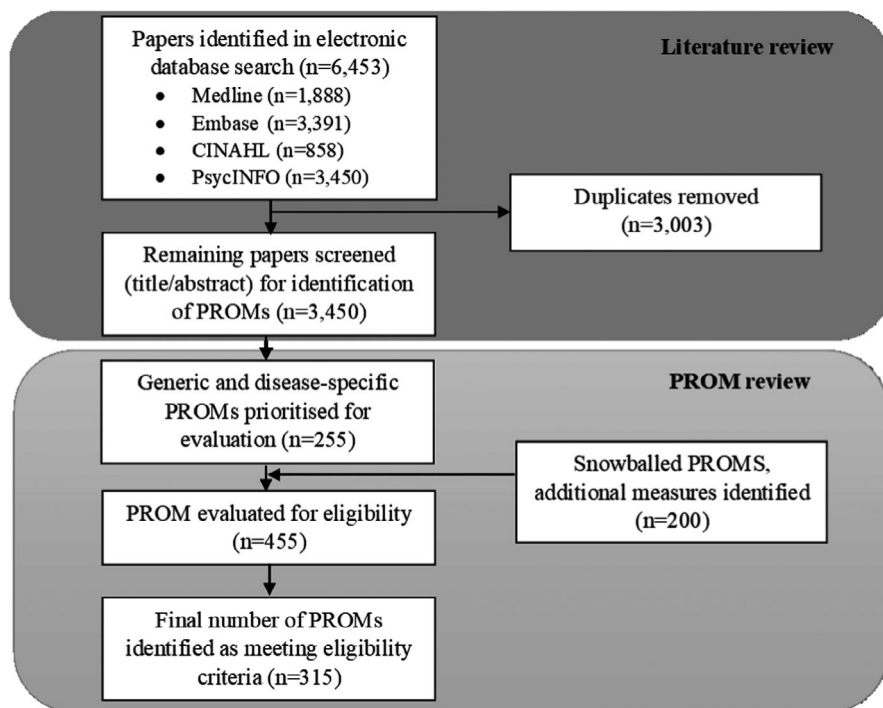 Literature review
Papers identified in electronic
database search (n=6,453)
• Medline (n=1,888)
• Embase (n=3,391)
• CINAHL (n=858)
• PsycINFO (n=3,450)
Duplicates removed
(n=3,003)
Remaining papers screened
(title/abstract) for identification
of PROMs (n=3,450)
PROM review
Generic and disease-specific
PROMs prioritised for
evaluation (n=255)
Snowballed PROMS,
additional measures identified
(n=200)
PROM evaluated for eligibility
(n=455)
Final number of PROMs
identified as meeting eligibility
criteria (n=315)